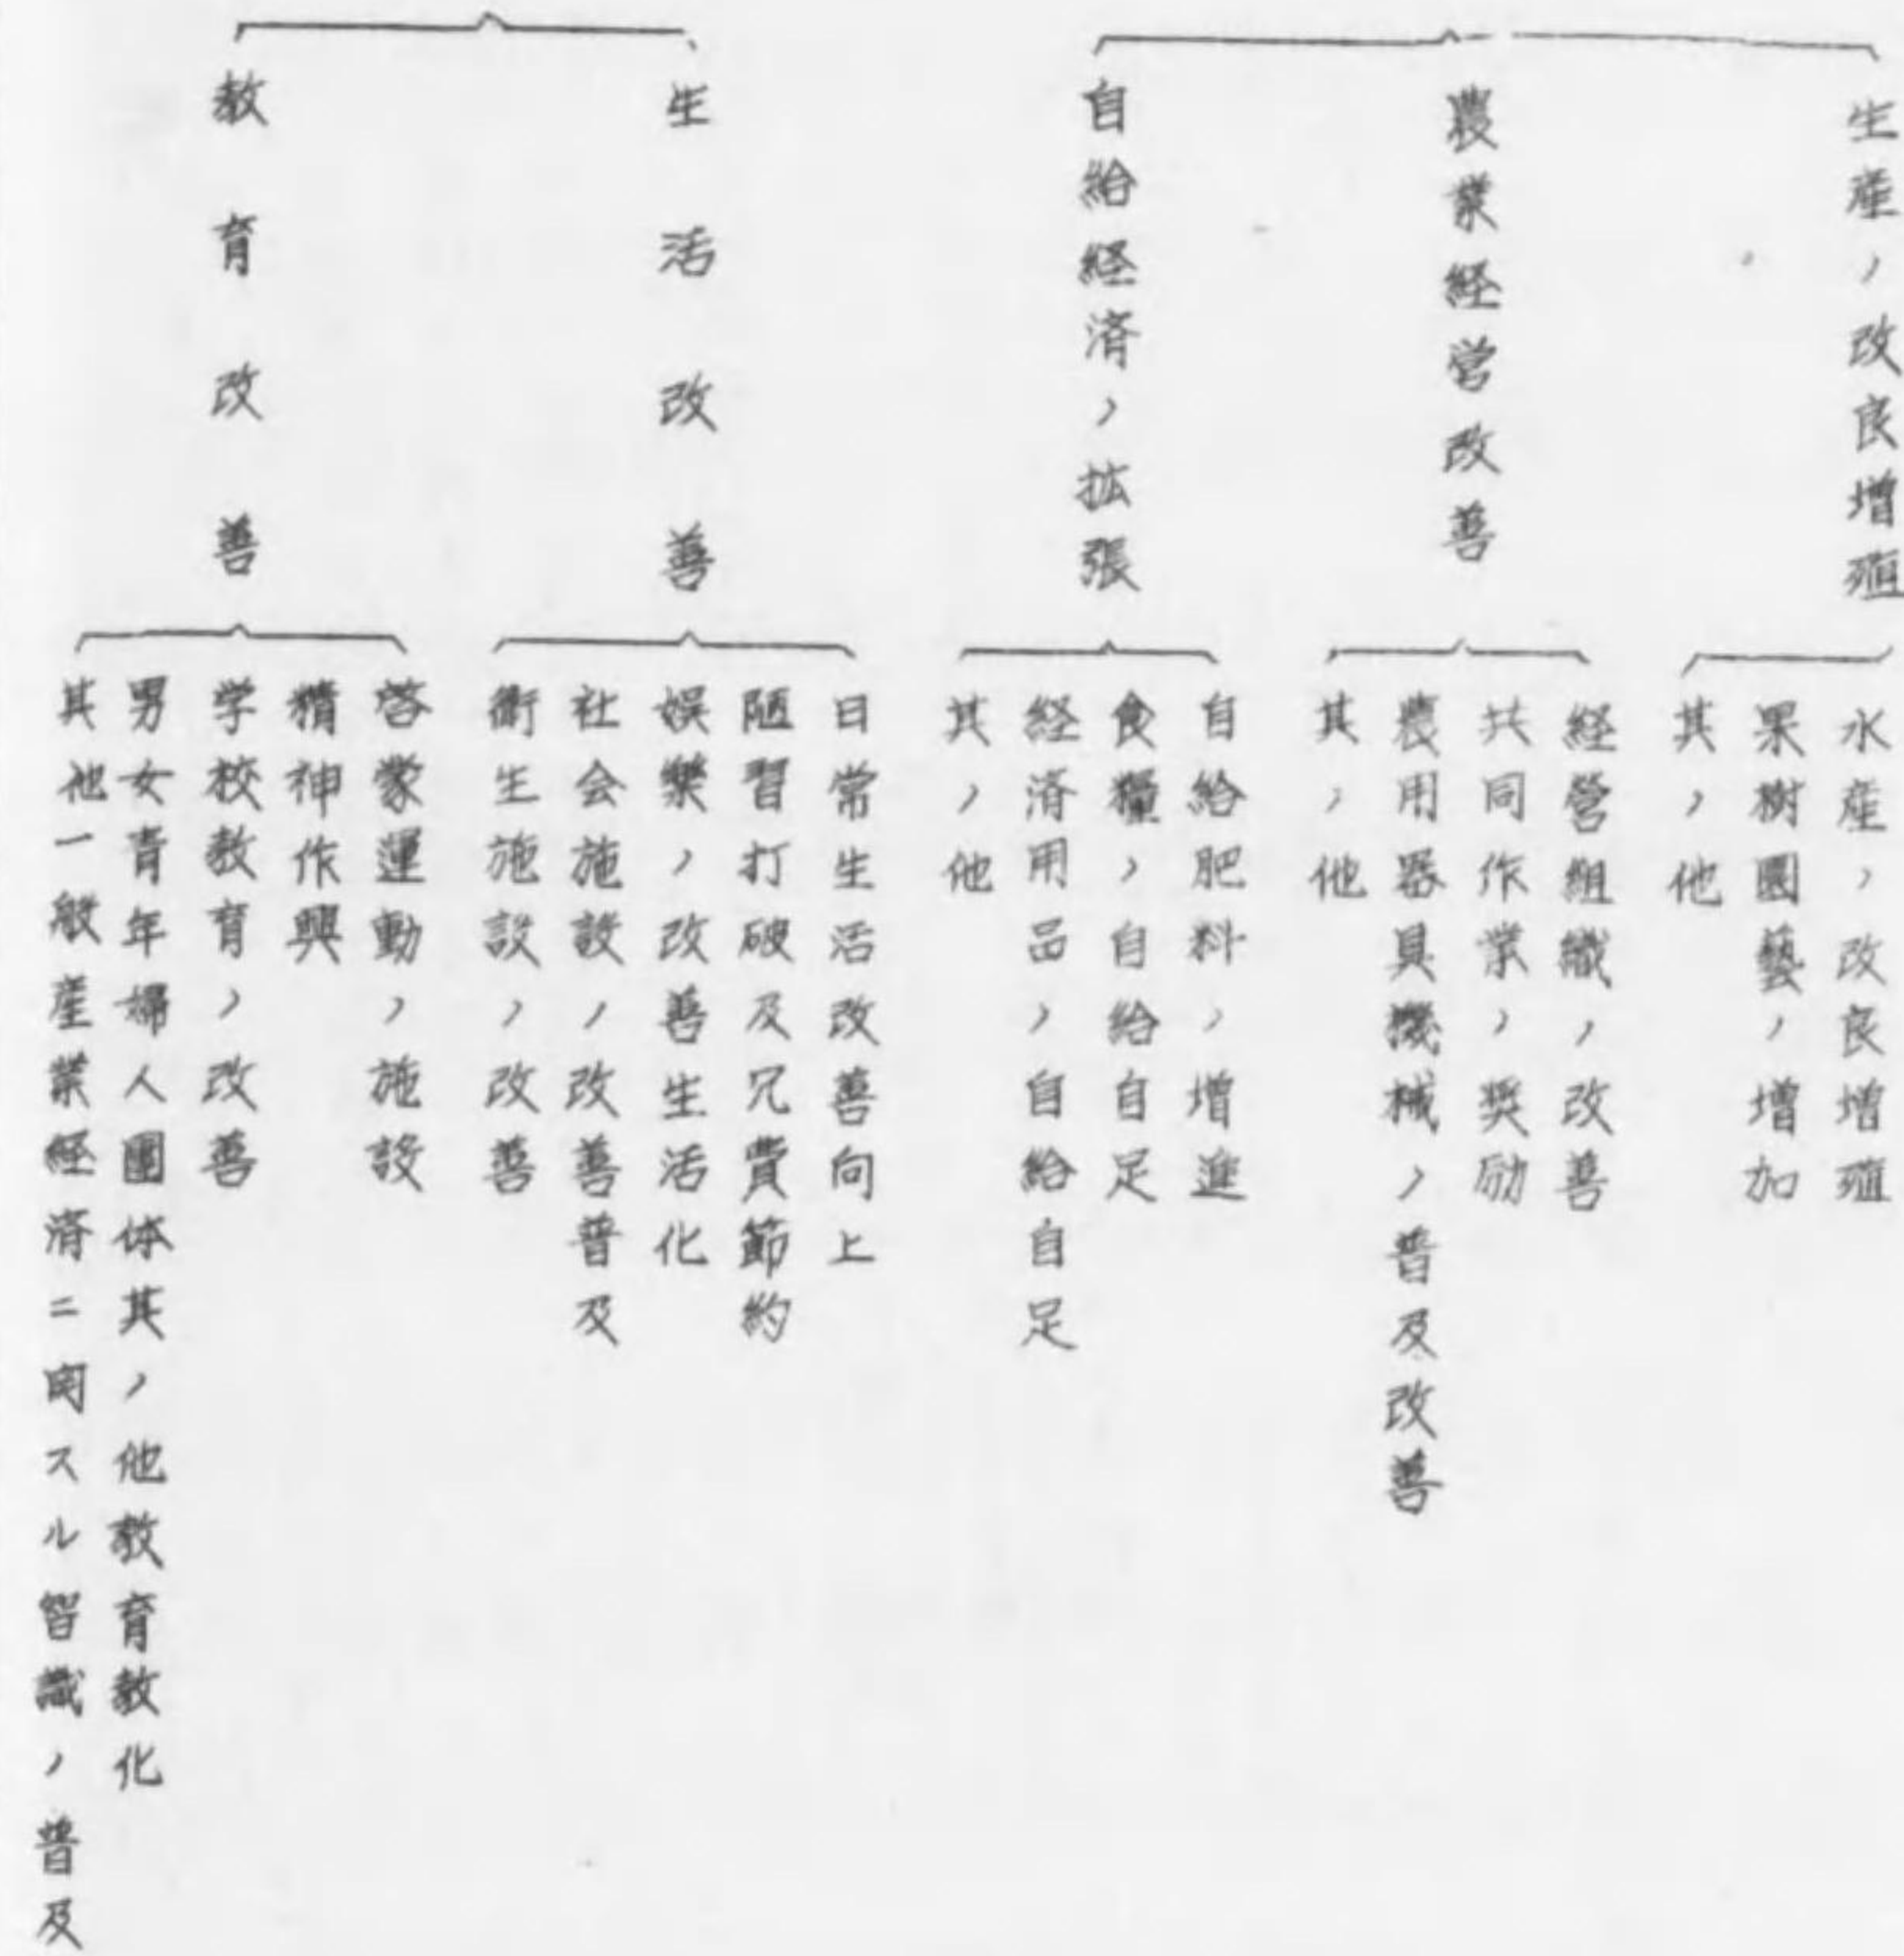 生産ノ改良増殖
水産ノ改良増殖
果樹園藝ノ増加
其ノ他
農業経営改善
経営組織ノ改善
共同作業ノ奨励
農用器具機械ノ普及改善
其ノ他
自給経済ノ拡張
自給肥料ノ増進
食糧ノ自給自足
経済用品ノ自給自足
其ノ他
生活改善
日常生活改善向上
陋習打破及冗費節約
娯樂ノ改善生活化
社会施設ノ改善普及
衛生施設ノ改善
教育改善
啓蒙運動ノ施設
精神作興
学校教育ノ改善
男女青年婦人團体其ノ他教育教化
其他一般産業経済ニ関スル智識ノ普及